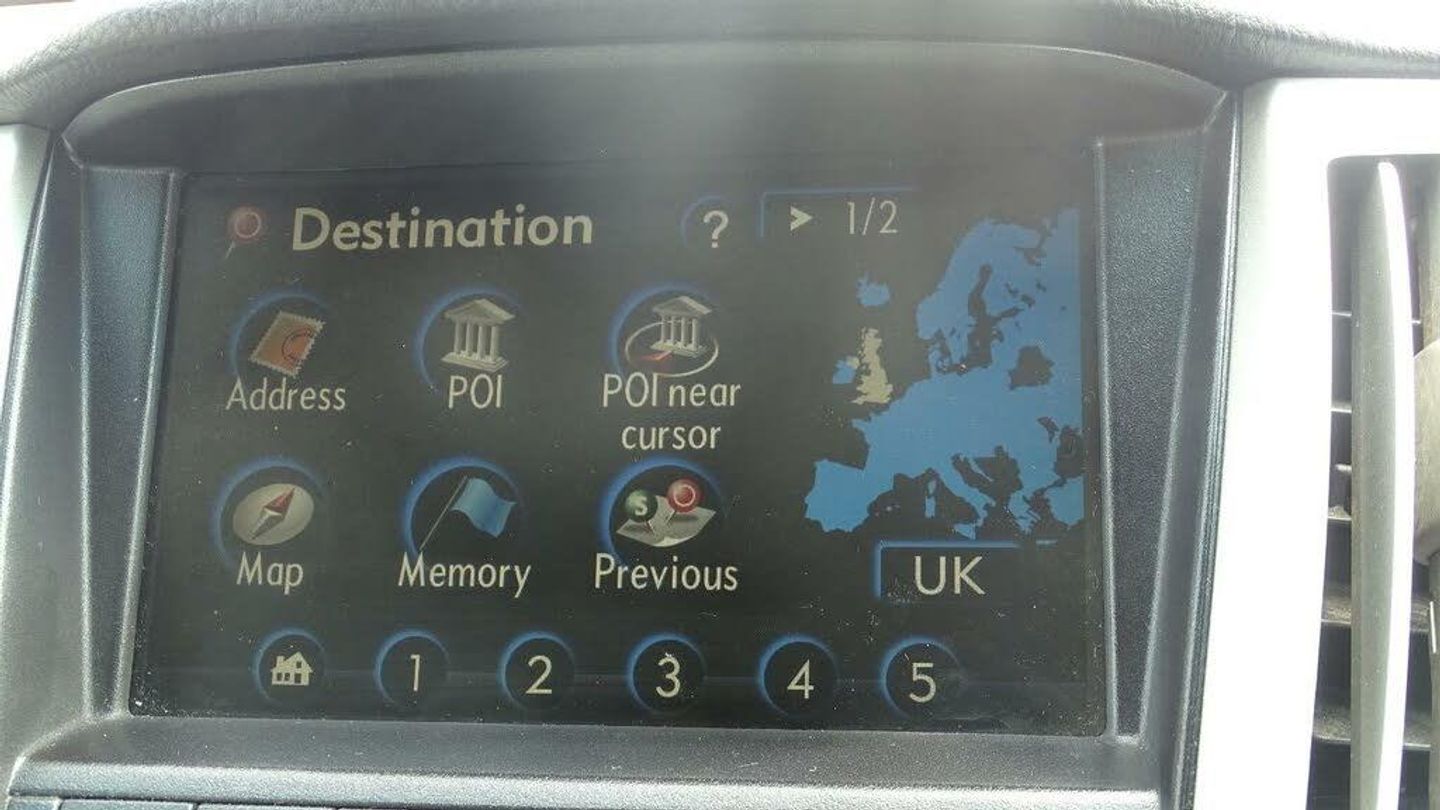 Destination
?
> 1/2
Address
POI
POI near
cursor
Map
Memory
S
Previous
UK
1
2
3
4
5